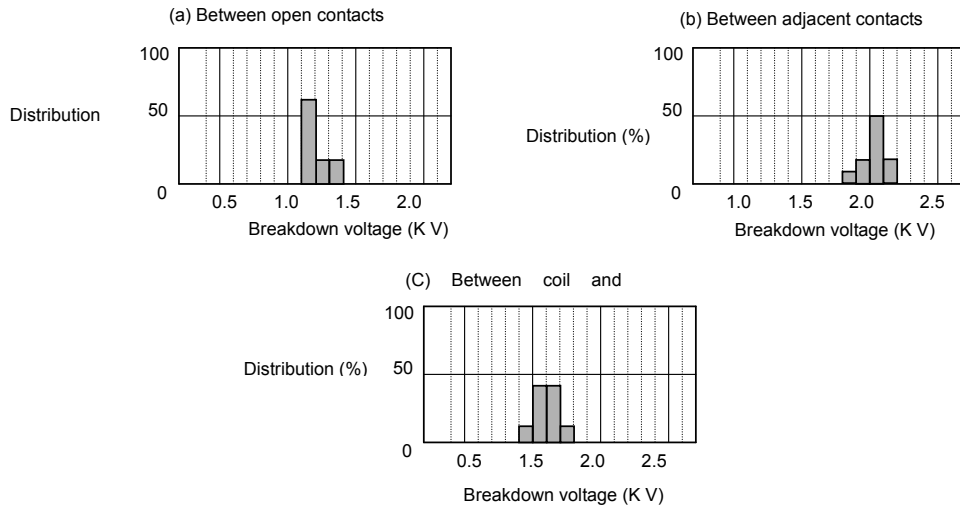 (a) Between open contacts
100
Distribution
50
0
0.5 1.0 1.5 2.0
Breakdown voltage (K V)
(b) Between adjacent contacts
100
50
Distribution (%)
0
1.0 1.5 2.0 2.5
Breakdown voltage (K V)
(C) Between coil and
100
Distribution (%)
50
0
0.5 1.5 2.0 2.5
Breakdown voltage (K V)